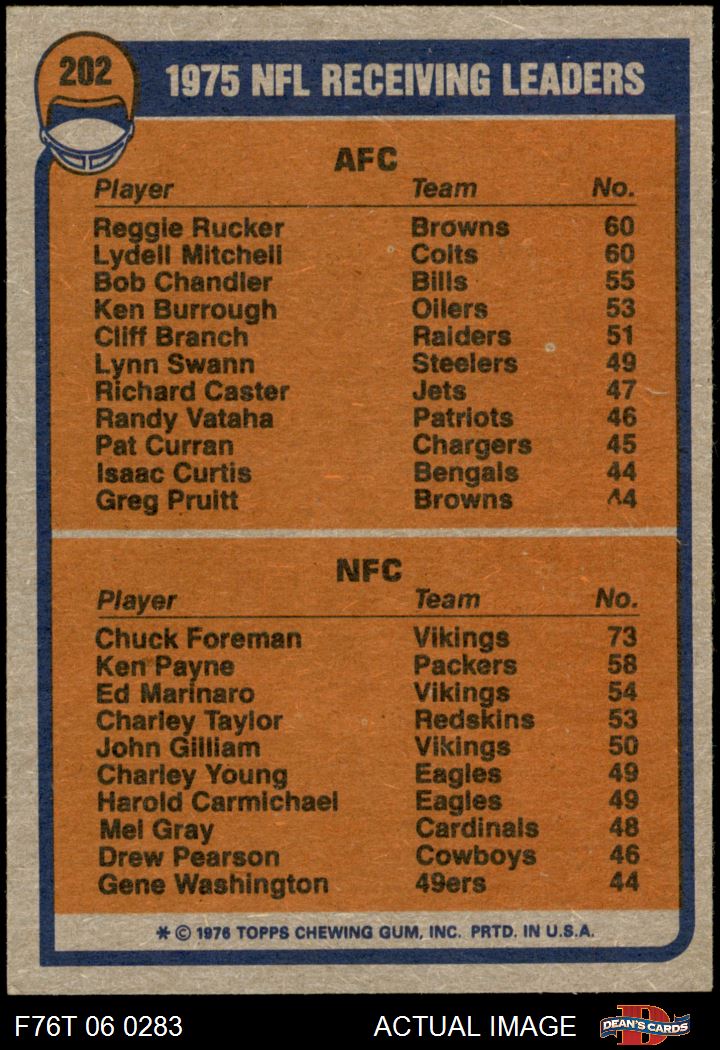 202
1975 NFL RECEIVING LEADERS
AFC
Player Team No.
Reggie Rucker Browns 60
Lydell Mitchell Colts 60
Bob Chandler Bills 55
Ken Burrough Oilers 53
Cliff Branch Raiders 51
Lynn Swann Steelers 49
Richard Caster Jets 47
Randy Vataha Patriots 46
Pat Curran Chargers 45
Isaac Curtis Bengals 44
Greg Pruitt Browns 44
NFC
Player Team No.
Chuck Foreman Vikings 73
Ken Payne Packers 58
Ed Marinaro Vikings 54
Charley Taylor Redskins 53
John Gilliam Vikings 50
Charley Young Eagles 49
Harold Carmichael Eagles 49
Mel Gray Cardinals 48
Drew Pearson Cowboys 46
Gene Washington 49ers 44
* © 1976 TOPPS CHEWING GUM, INC. PRTD. IN U.S.A.
F76T 06 0283 ACTUAL IMAGE D DEAN'S CARDS